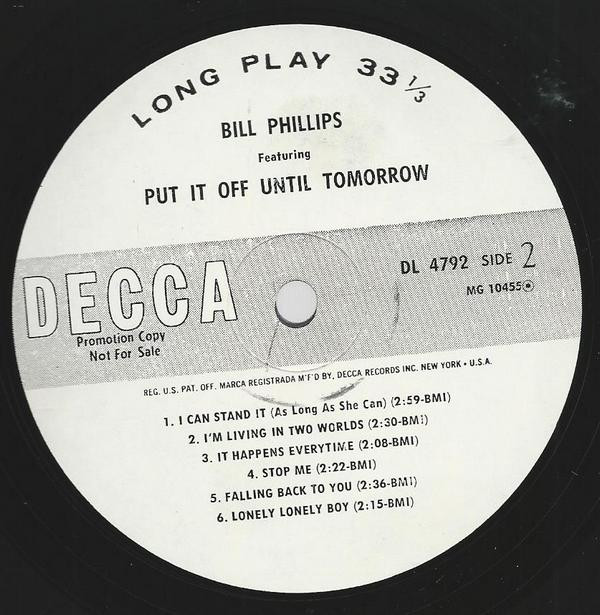 LONG PLAY 33 1/3
BILL PHILLIPS
Featuring
PUT IT OFF UNTIL TOMORROW
DECCA
DL 4792 SIDE 2
MG 10455
Promotion Copy
Not For Sale
REG. U.S. PAT. OFF. MARCA REGISTRADA M'F'D BY, DECCA RECORDS INC. NEW YORK • U.S.A.
1. I CAN STAND IT (As Long As She Can) (2:59-BMI)
2. I'M LIVING IN TWO WORLDS (2:30-BMI)
3. IT HAPPENS EVERYTIME (2:08-BMI)
4. STOP ME (2:22-BMI)
5. FALLING BACK TO YOU (2:36-BMI)
6. LONELY LONELY BOY (2:15-BMI)